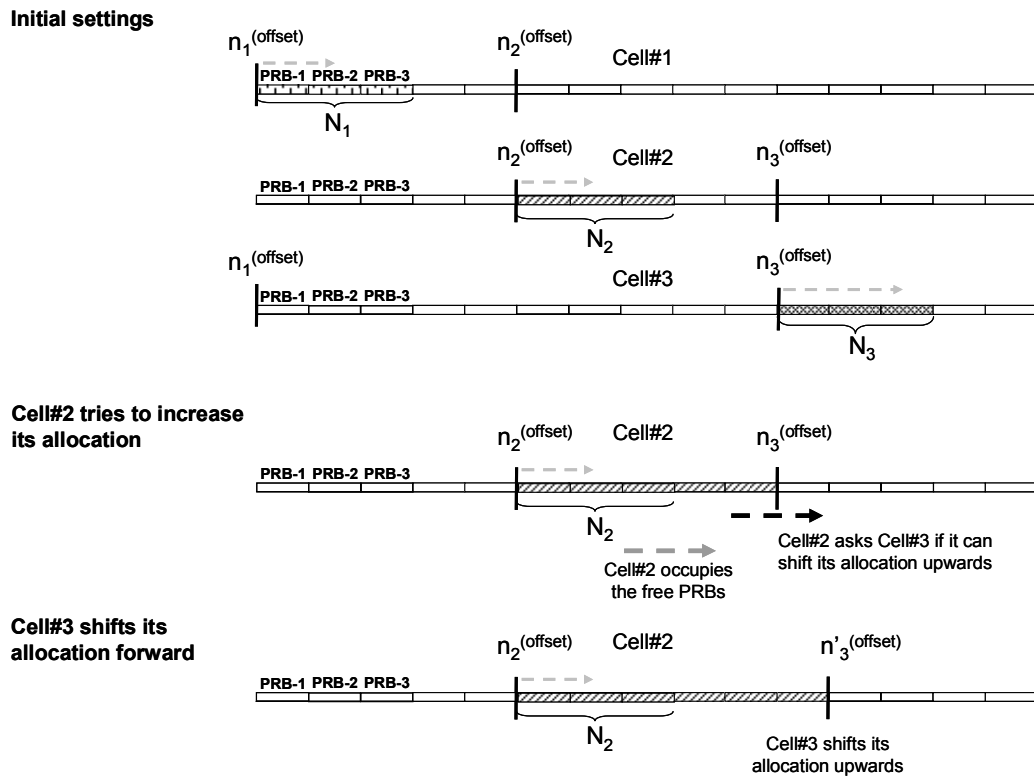 Initial settings
n1(offset) n2(offset) Cell#1
PRB-1 PRB-2 PRB-3
N1
n2(offset) Cell#2 n3(offset)
PRB-1 PRB-2 PRB-3
N2
n1(offset) Cell#3 n3(offset)
PRB-1 PRB-2 PRB-3
N3
Cell#2 tries to increase
its allocation
n2(offset) Cell#2 n3(offset)
PRB-1 PRB-2 PRB-3
N2
Cell#2 occupies
the free PRBs
Cell#2 asks Cell#3 if it can
shift its allocation upwards
Cell#3 shifts its
allocation forward
n2(offset) Cell#2 n'3(offset)
PRB-1 PRB-2 PRB-3
N2
Cell#3 shifts its
allocation upwards